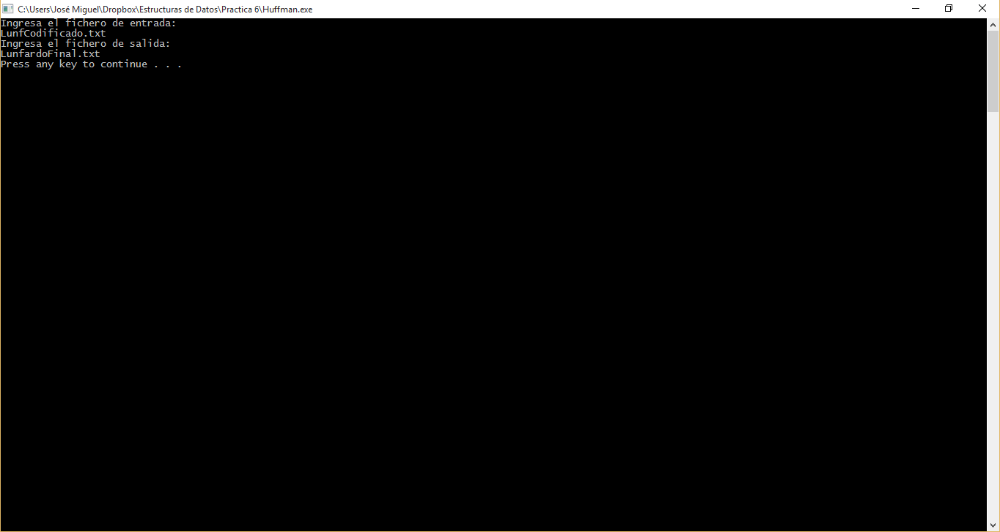 C:\Users\José Miguel\Dropbox\Estructuras de Datos\Practica 6\Huffman.exe
Ingresa el fichero de entrada:
LunfCodificado.txt
Ingresa el fichero de salida:
LunfardoFinal.txt
Press any key to continue . . .